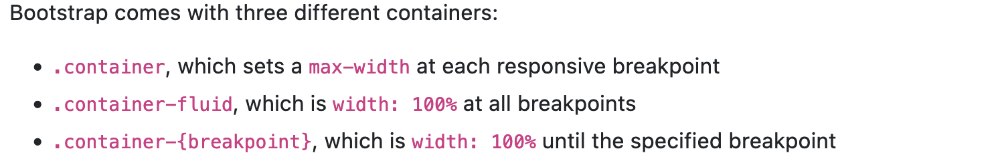 Bootstrap comes with three different containers:
• .container, which sets a max-width at each responsive breakpoint
• .container-fluid, which is width: 100% at all breakpoints
• .container-{breakpoint}, which is width: 100% until the specified breakpoint